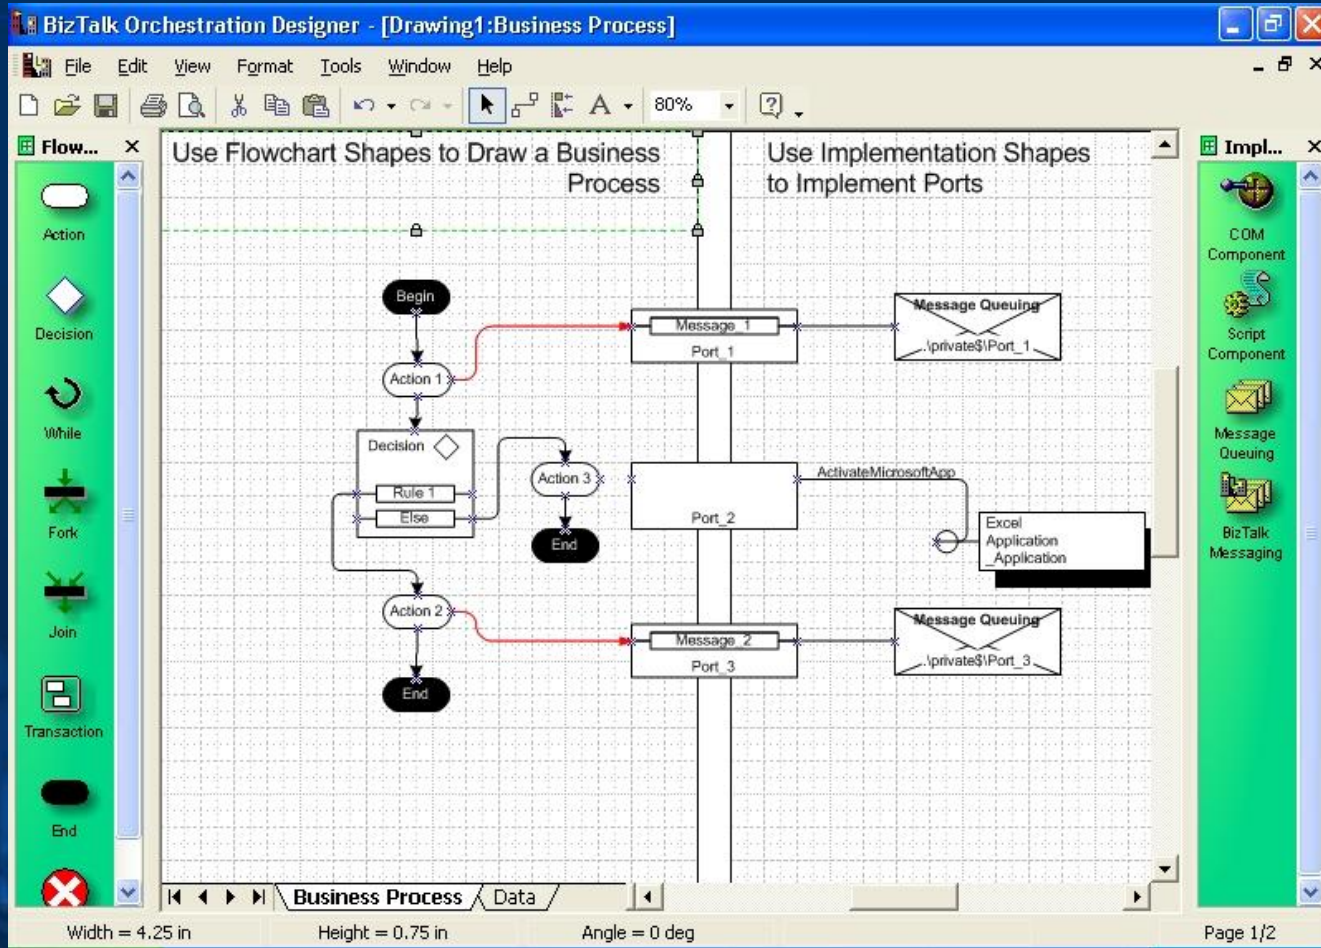 BizTalk Orchestration Designer - [Drawing1:Business Process]
File Edit View Format Tools Window Help
80%
Flow...
Action
Decision
While
Fork
Join
Transaction
End
Use Flowchart Shapes to Draw a Business
Process
Use Implementation Shapes
to Implement Ports
Begin
Action 1
Decision
Rule 1
Else
Action 3
End
Action 2
End
Message_1
Port_1
Port_2
Message_2
Port_3
Message Queuing
.\private$\Port_1
ActivateMicrosoftApp
Excel
Application
_Application
Message Queuing
.\private$\Port_3
Impl...
COM
Component
Script
Component
Message
Queuing
BizTalk
Messaging
Business Process Data
Width = 4.25 in Height = 0.75 in Angle = 0 deg Page 1/2